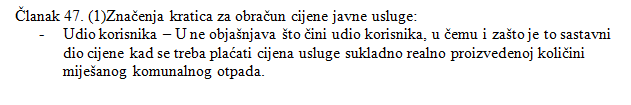 Članak 47. (1)Značenja kratica za obračun cijene javne usluge:
- Udio korisnika – U ne objašnjava što čini udio korisnika, u čemu i zašto je to sastavni
dio cijene kad se treba plaćati cijena usluge sukladno realno proizvedenoj količini
miješanog komunalnog otpada.